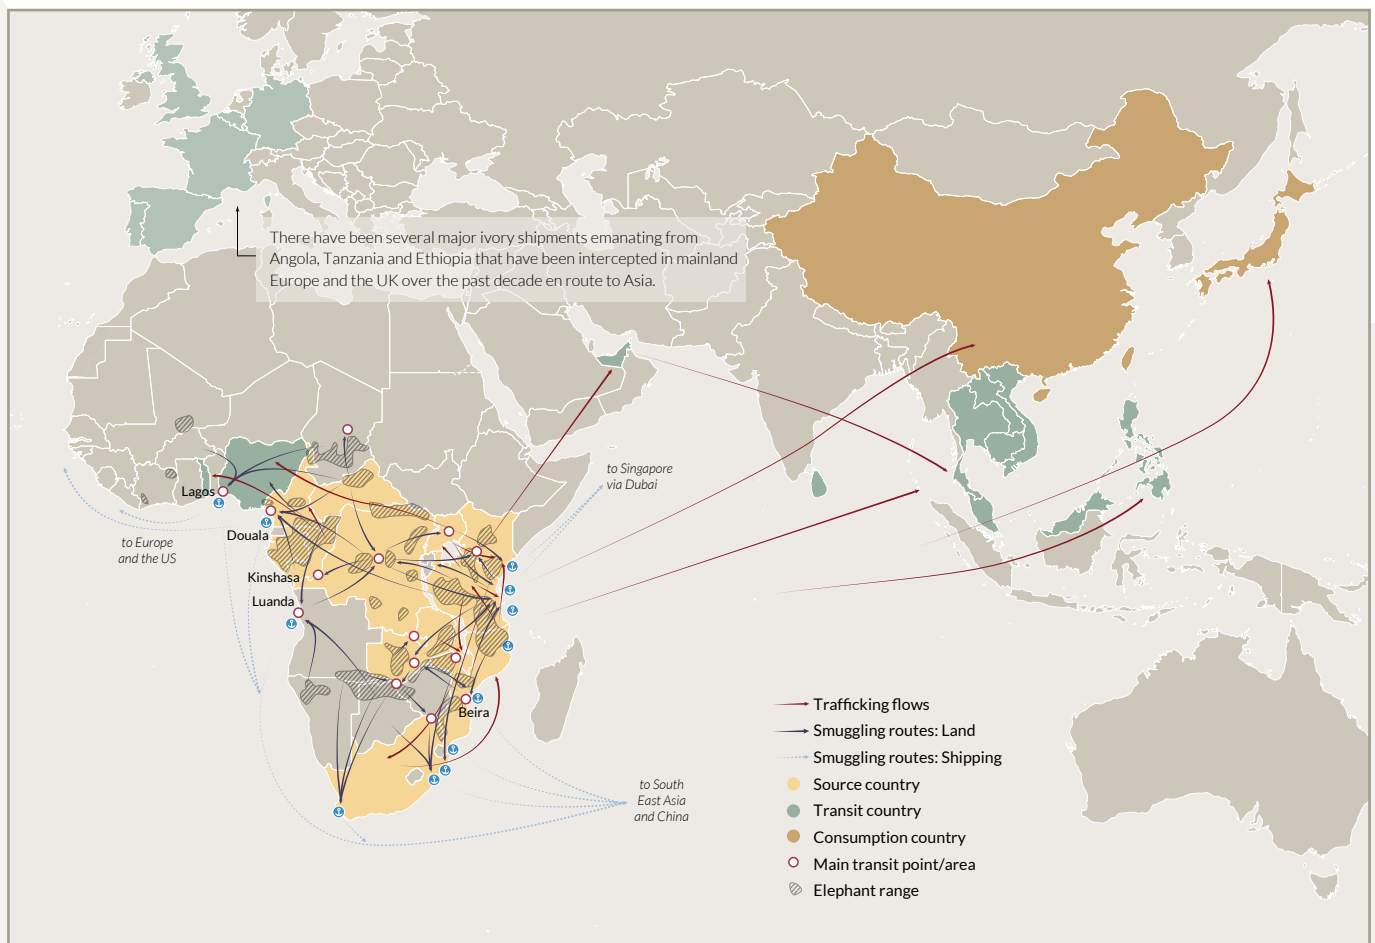 There have been several major ivory shipments emanating from
Angola, Tanzania and Ethiopia that have been intercepted in mainland
Europe and the UK over the past decade en route to Asia.
to Singapore
via Dubai
Lagos
Douala
to Europe
and the US
Kinshasa
Luanda
Beira
to South
East Asia
and China
Trafficking flows
Smuggling routes: Land
Smuggling routes: Shipping
Source country
Transit country
Consumption country
Main transit point/area
Elephant range